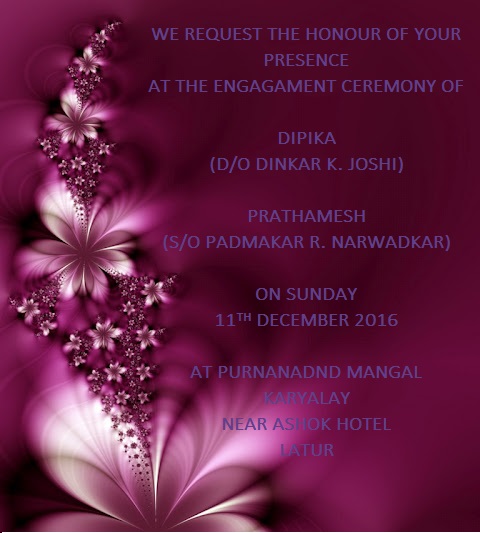 WE REQUEST THE HONOUR OF YOUR
PRESENCE
AT THE ENGAGAMENT CEREMONY OF
DIPIKA
(D/O DINKAR K. JOSHI)
PRATHAMESH
(S/O PADMAKAR R. NARWADKAR)
ON SUNDAY
11TH DECEMBER 2016
AT PURNANADND MANGAL
KARYALAY
NEAR ASHOK HOTEL
LATUR